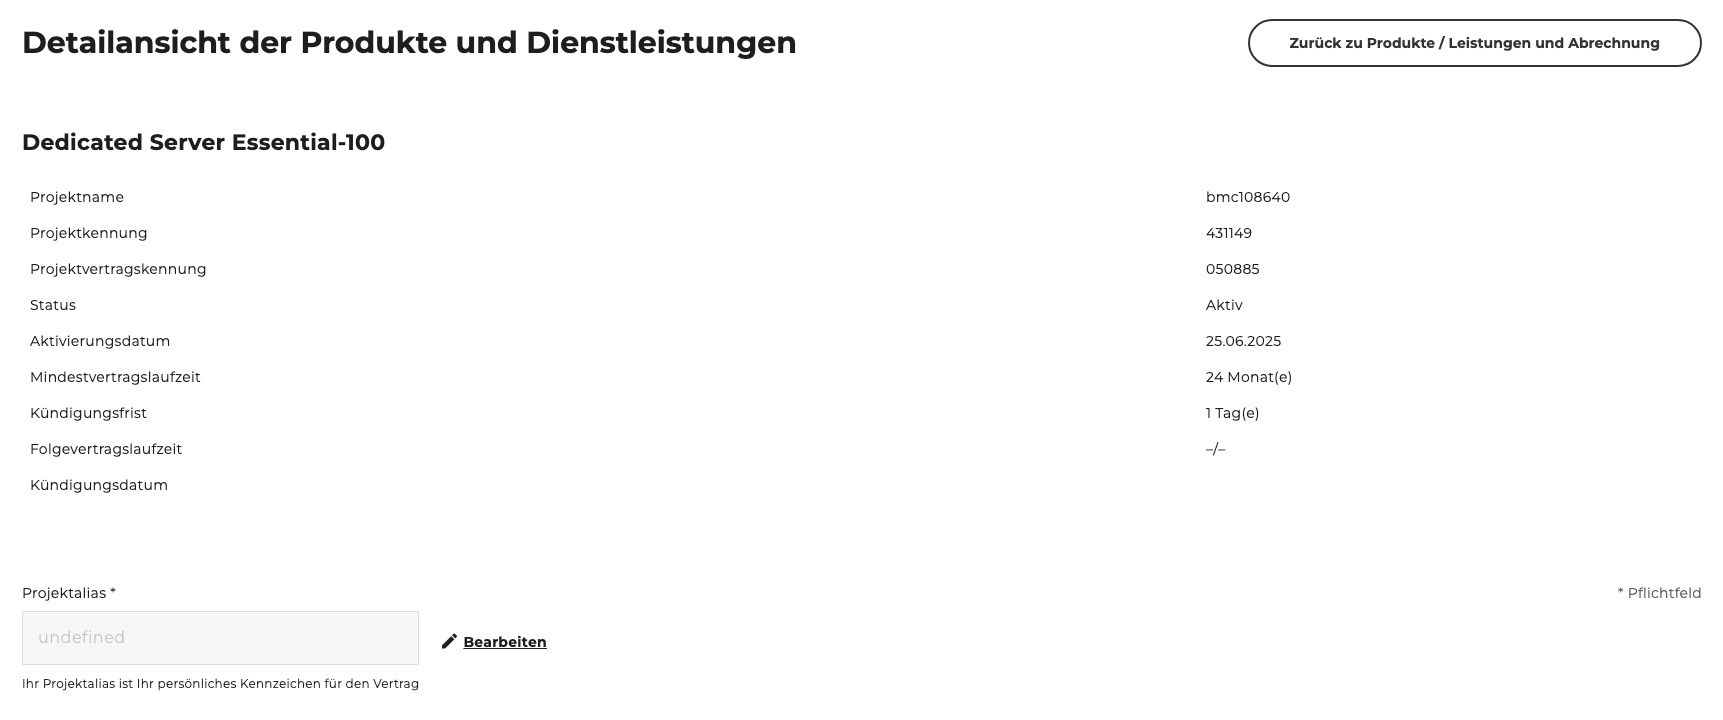 Detailansicht der Produkte und Dienstleistungen
Zurück zu Produkte / Leistungen und Abrechnung
Dedicated Server Essential-100
Projektname bmc108640
Projektkennung 431149
Projektvertragskennung 050885
Status Aktiv
Aktivierungsdatum 25.06.2025
Mindestvertragslaufzeit 24 Monat(e)
Kündigungsfrist 1 Tag(e)
Folgevertragslaufzeit –/–
Kündigungsdatum
Projektalias *
* Pflichtfeld
undefined
Bearbeiten
Ihr Projektalias ist Ihr persönliches Kennzeichen für den Vertrag